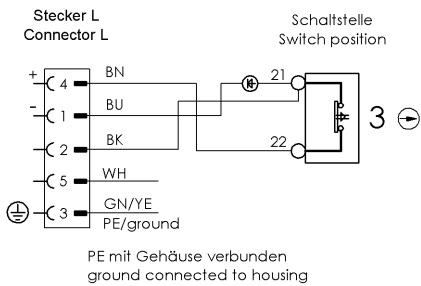 Stecker L
Connector L
Schaltstelle
Switch position
+ 4 BN
21
- 1 BU
3
2 BK
22
5 WH
3 GN/YE
PE/ground
PE mit Gehäuse verbunden
ground connected to housing